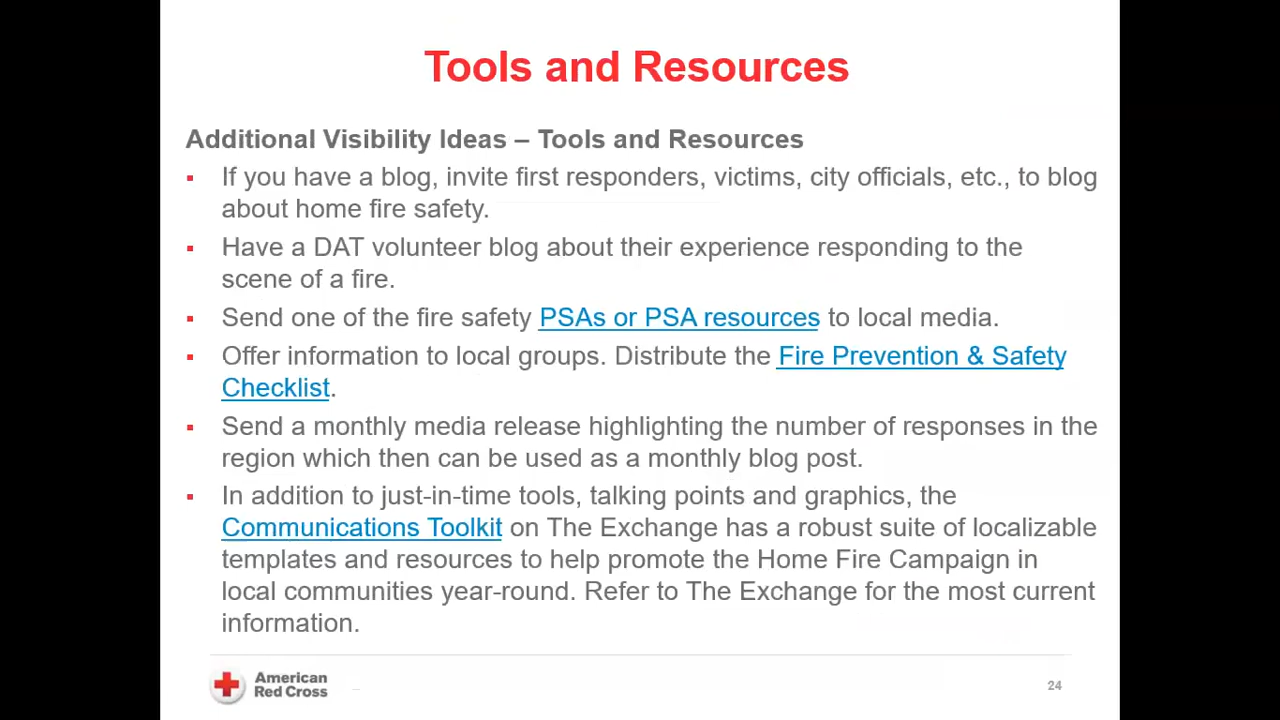 Tools and Resources
Additional Visibility Ideas – Tools and Resources
▪ If you have a blog, invite first responders, victims, city officials, etc., to blog
about home fire safety.
▪ Have a DAT volunteer blog about their experience responding to the
scene of a fire.
▪ Send one of the fire safety PSAs or PSA resources to local media.
▪ Offer information to local groups. Distribute the Fire Prevention & Safety
Checklist.
▪ Send a monthly media release highlighting the number of responses in the
region which then can be used as a monthly blog post.
▪ In addition to just-in-time tools, talking points and graphics, the
Communications Toolkit on The Exchange has a robust suite of localizable
templates and resources to help promote the Home Fire Campaign in
local communities year-round. Refer to The Exchange for the most current
information.
American
Red Cross
24